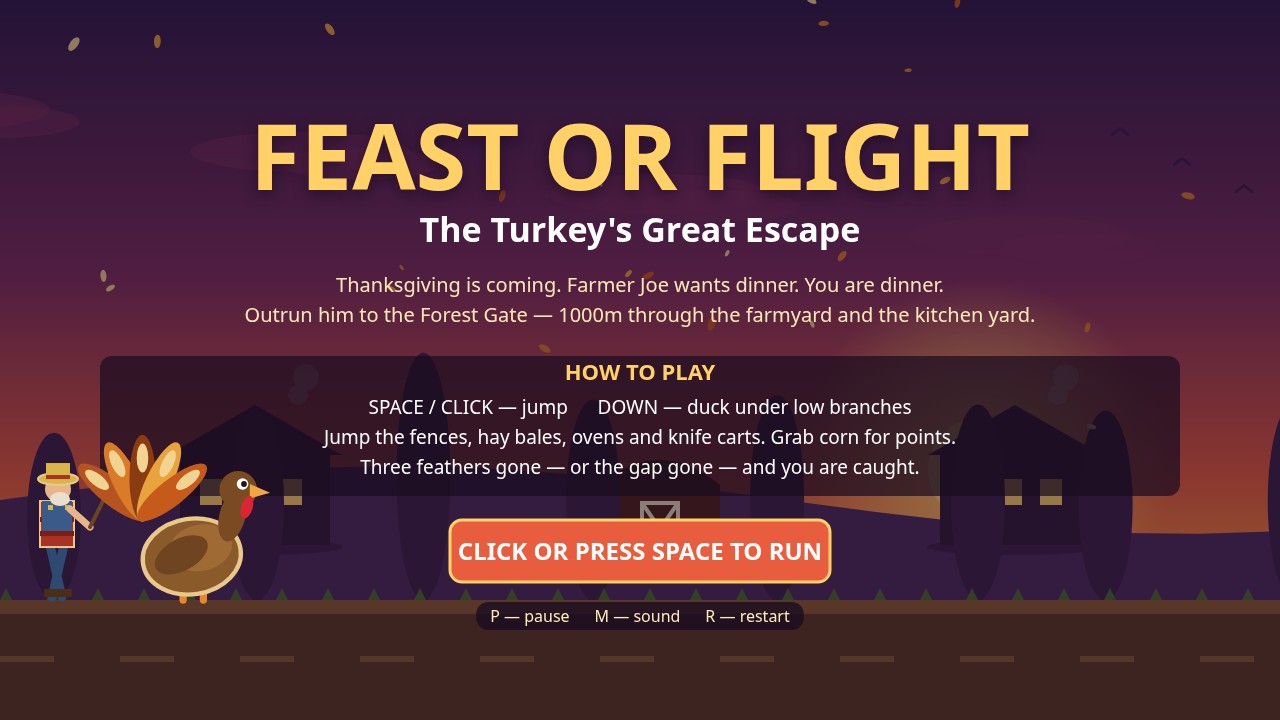 FEAST OR FLIGHT
The Turkey's Great Escape
Thanksgiving is coming. Farmer Joe wants dinner. You are dinner.
Outrun him to the Forest Gate — 1000m through the farmyard and the kitchen yard.
HOW TO PLAY
SPACE / CLICK — jump DOWN — duck under low branches
Jump the fences, hay bales, ovens and knife carts. Grab corn for points.
Three feathers gone — or the gap gone — and you are caught.
CLICK OR PRESS SPACE TO RUN
P — pause M — sound R — restart